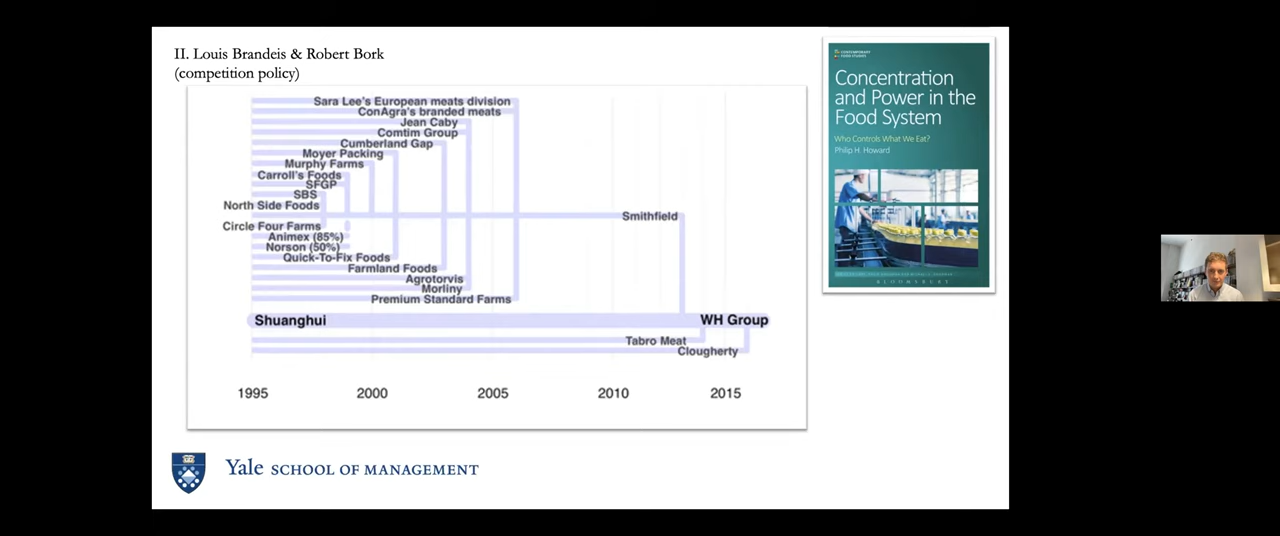 II. Louis Brandeis & Robert Bork
(competition policy)
Sara Lee's European meats division
ConAgra's branded meats
Jean Caby
Comtim Group
Cumberland Gap
Moyer Packing
Murphy Farms
Carroll's Foods
SFGP
SBS
North Side Foods
Smithfield
Circle Four Farms
Animex (85%)
Norson (50%)
Quick-To-Fix Foods
Farmland Foods
Agrotorvis
Morliny
Premium Standard Farms
Shuanghui
WH Group
Tabro Meat
Clougherty
1995
2000
2005
2010
2015
CONTEMPORARY
FOOD STUDIES
Concentration
and Power in the
Food System
Who Controls What We Eat?
Philip H. Howard
BLOOMSBURY
Yale SCHOOL OF MANAGEMENT